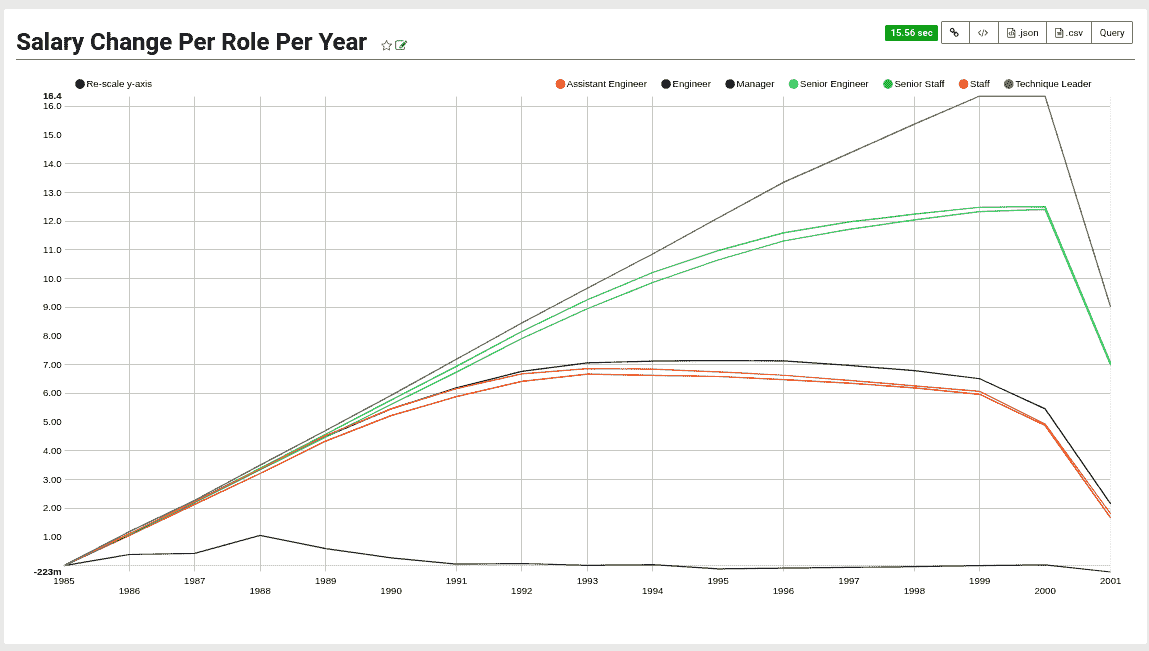 Salary Change Per Role Per Year
15.56 sec
</> .json .csv Query
Re-scale y-axis Assistant Engineer Engineer Manager Senior Engineer Senior Staff Staff Technique Leader
16.4
16.0
15.0
14.0
13.0
12.0
11.0
10.0
9.00
8.00
7.00
6.00
5.00
4.00
3.00
2.00
1.00
-223m
1985 1987 1988 1989 1991 1993 1995 1997 1999 2001
1986 1988 1990 1992 1994 1996 1998 2000